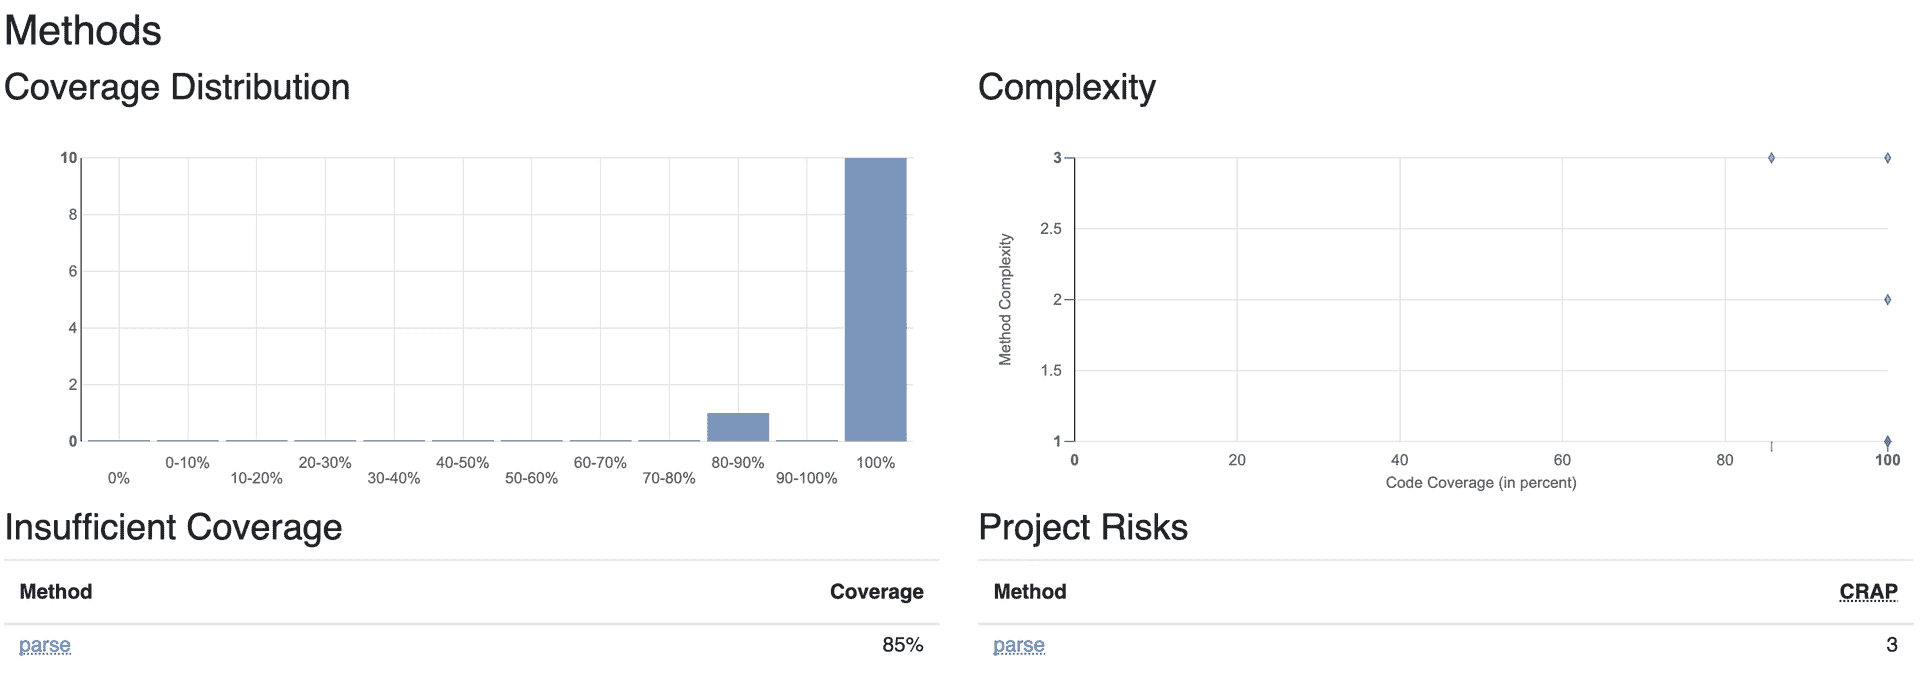 Methods
Coverage Distribution
10
8
6
4
2
0
0%
0-10%
10-20%
20-30%
30-40%
40-50%
50-60%
60-70%
70-80%
80-90%
90-100%
100%
Complexity
3
2.5
2
1.5
1
Method Complexity
0 20 40 60 80 100
Code Coverage (in percent)
Insufficient Coverage
Method Coverage
parse 85%
Project Risks
Method CRAP
parse 3